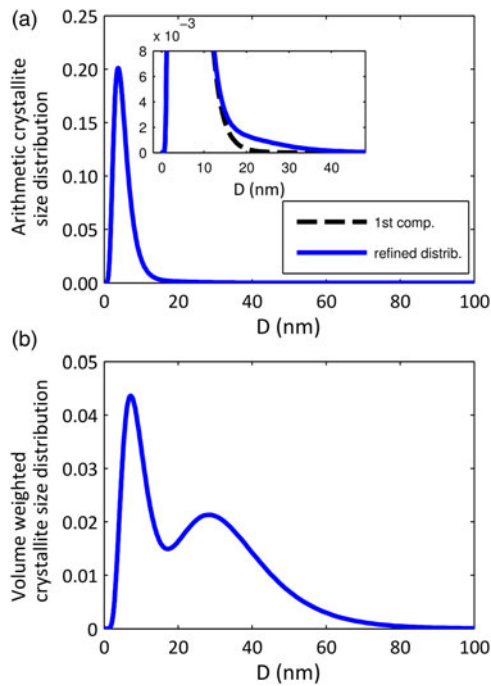 (a)
Arithmetic crystallite
size distribution
0.25
0.20
0.15
0.10
0.05
0.00
x 10⁻³
8
6
4
2
0
0 10 20 30 40
D (nm)
1st comp.
refined distrib.
0 20 40 60 80 100
D (nm)
(b)
Volume weighted
crystallite size distribution
0.05
0.04
0.03
0.02
0.01
0
0 20 40 60 80 100
D (nm)